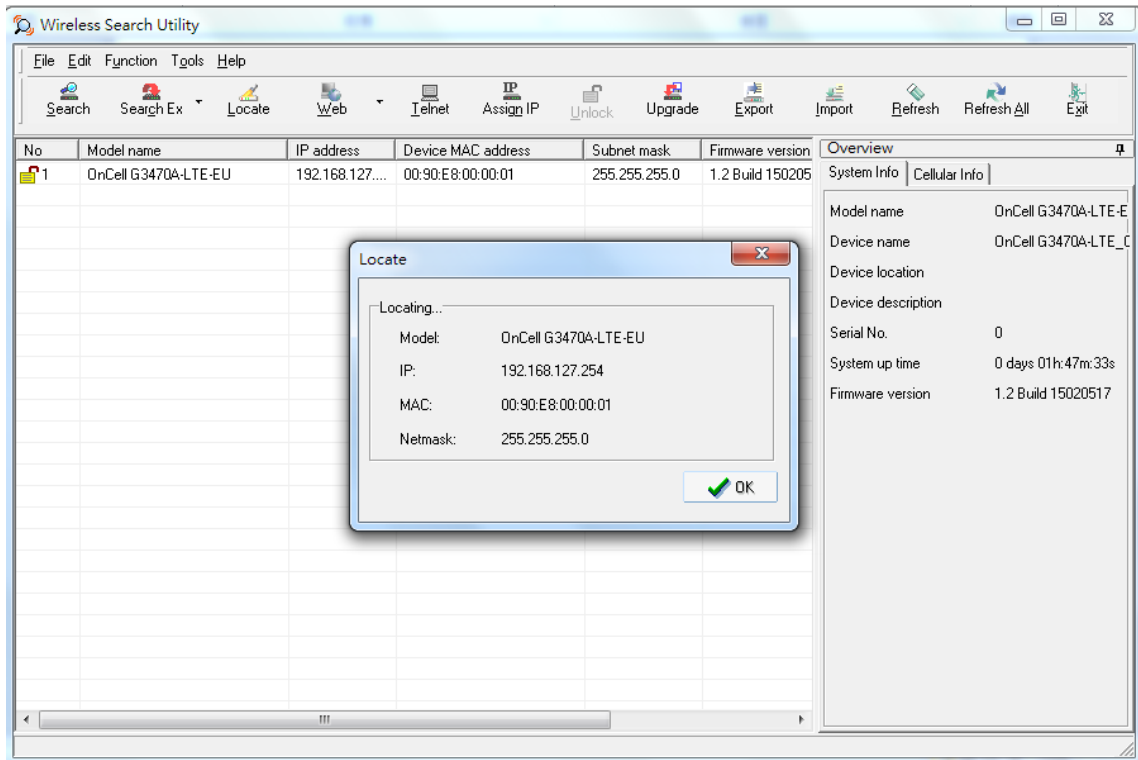 Wireless Search Utility
File Edit Function Tools Help
Search Search Ex Locate Web Telnet Assign IP Unlock Upgrade Export Import Refresh Refresh All Exit
No Model name IP address Device MAC address Subnet mask Firmware version
1 OnCell G3470A-LTE-EU 192.168.127.... 00:90:E8:00:00:01 255.255.255.0 1.2 Build 150205
Overview
System Info Cellular Info
Model name OnCell G3470A-LTE-E
Device name OnCell G3470A-LTE_
Device location
Device description
Serial No. 0
System up time 0 days 01h:47m:33s
Firmware version 1.2 Build 15020517
Locate
Locating...
Model: OnCell G3470A-LTE-EU
IP: 192.168.127.254
MAC: 00:90:E8:00:00:01
Netmask: 255.255.255.0
OK